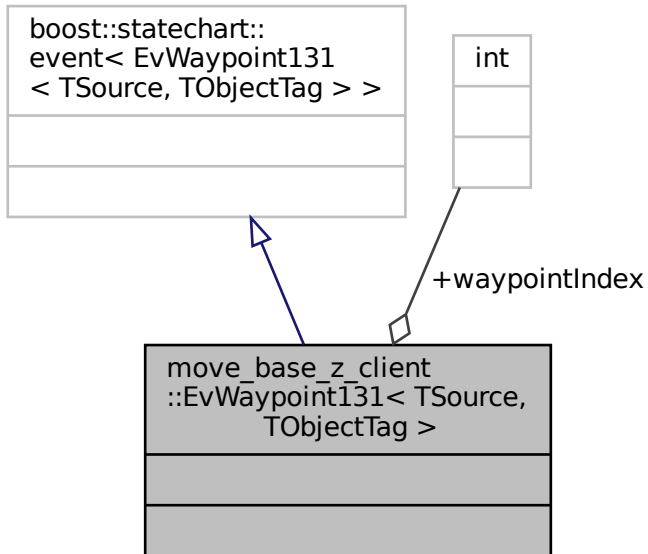 boost::statechart::
event< EvWaypoint131
< TSource, TObjectTag > >
int
+waypointIndex
move_base_z_client
::EvWaypoint131< TSource,
TObjectTag >